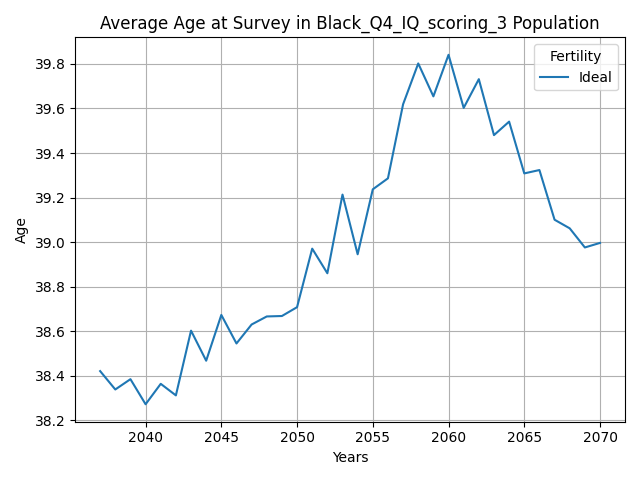 Average Age at Survey in Black_Q4_IQ_scoring_3 Population
Fertility
Ideal
39.8
39.6
39.4
39.2
39.0
38.8
38.6
38.4
38.2
Age
2040 2045 2050 2055 2060 2065 2070
Years